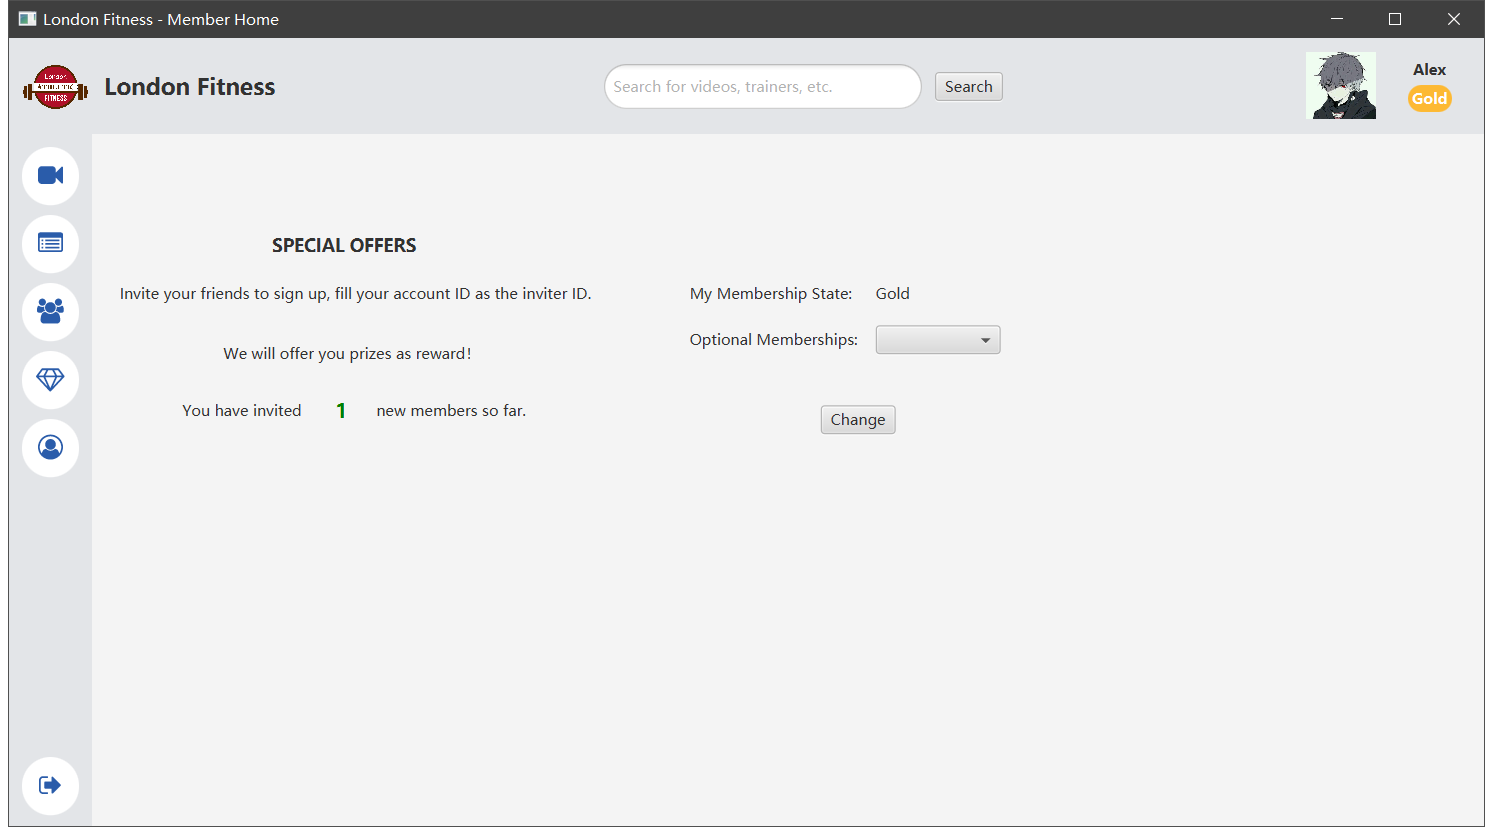 London Fitness - Member Home
London
FITNESS
London Fitness
Search for videos, trainers, etc.
Search
Alex
Gold
SPECIAL OFFERS
Invite your friends to sign up, fill your account ID as the inviter ID.
We will offer you prizes as reward!
You have invited 1 new members so far.
My Membership State: Gold
Optional Memberships:
Change